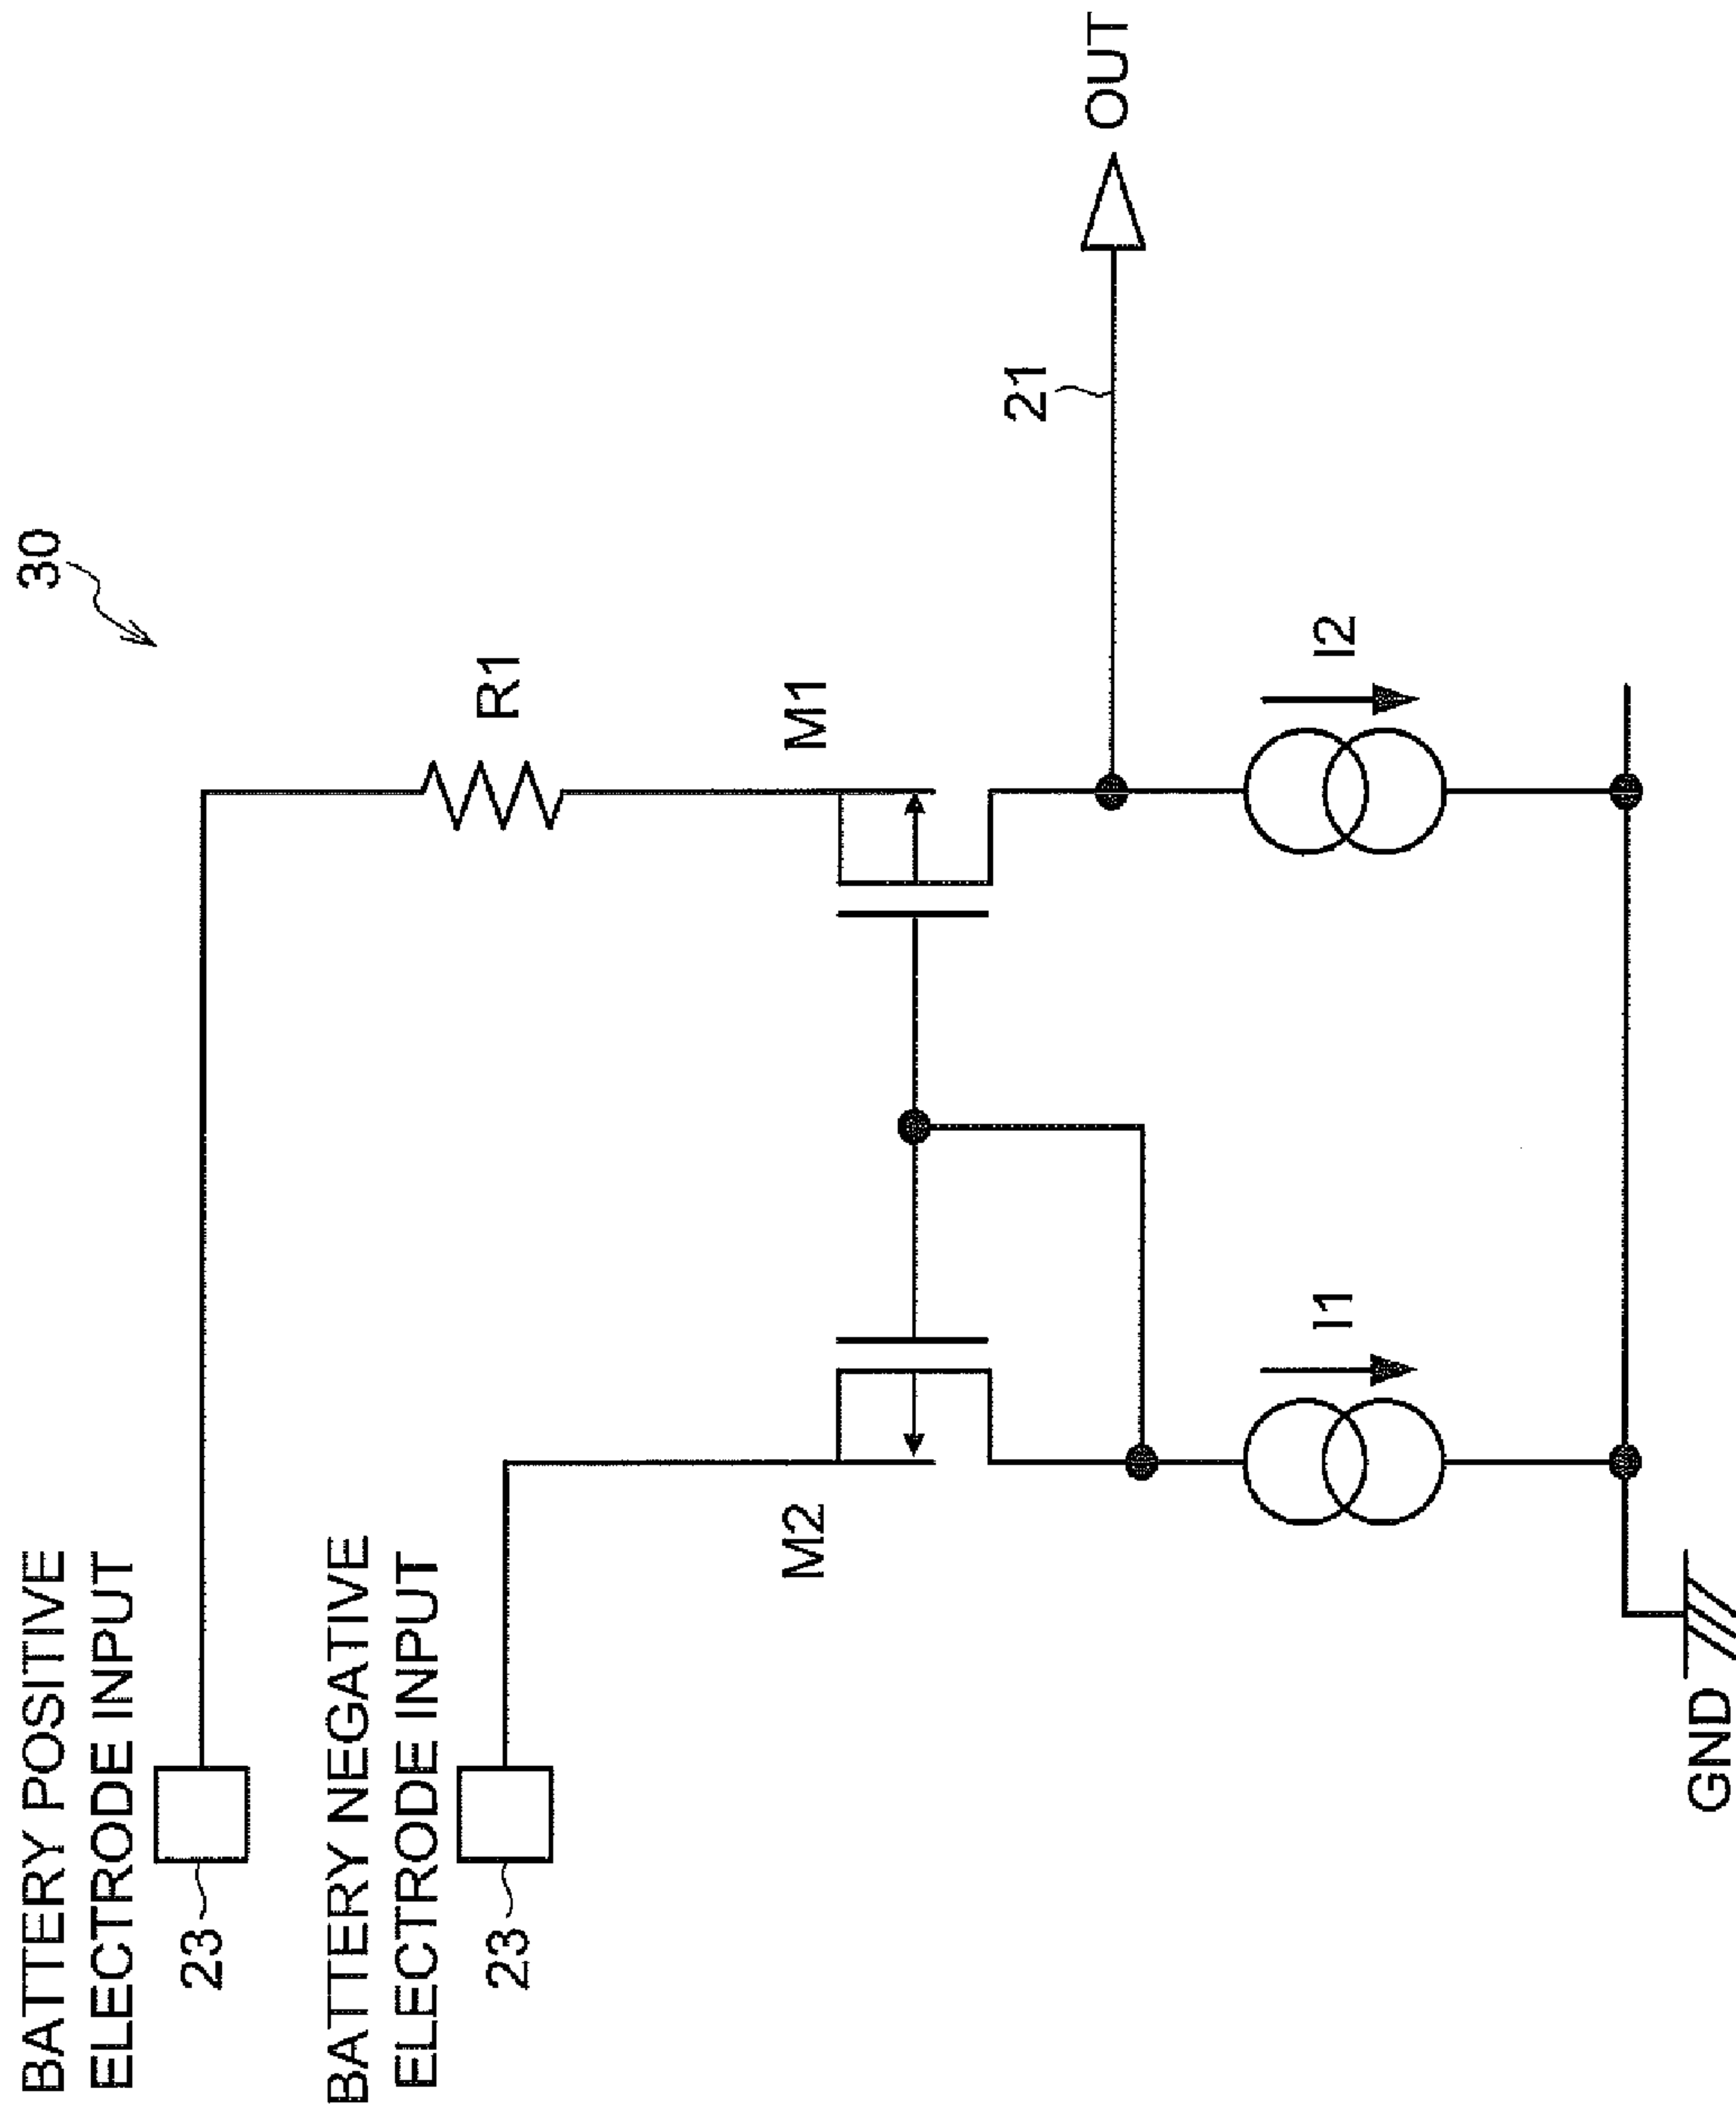 30
BATTERY POSITIVE
ELECTRODE INPUT
23
BATTERY NEGATIVE
ELECTRODE INPUT
23
R1
M2
M1
21
OUT
I1
I2
GND